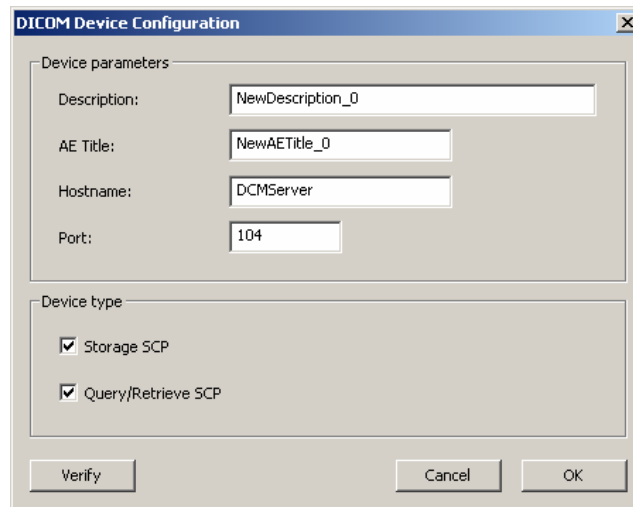 DICOM Device Configuration
Device parameters
Description: NewDescription_0
AE Title: NewAETitle_0
Hostname: DCMServer
Port: 104
Device type
Storage SCP
Query/Retrieve SCP
Verify Cancel OK